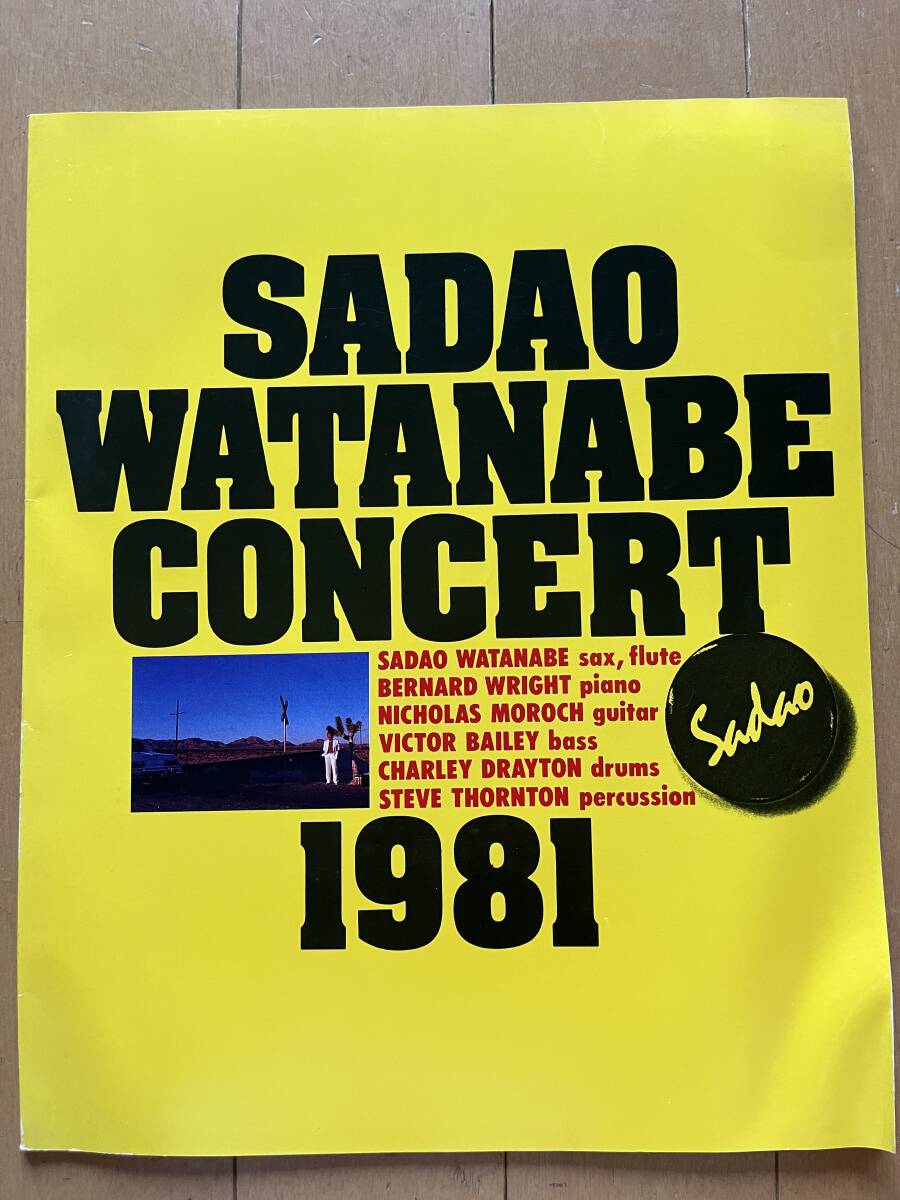 SADAO
WATANABE
CONCERT
SADAO WATANABE sax, flute
BERNARD WRIGHT piano
NICHOLAS MOROCH guitar
VICTOR BAILEY bass
CHARLEY DRAYTON drums
STEVE THORNTON percussion
Sadao
1981